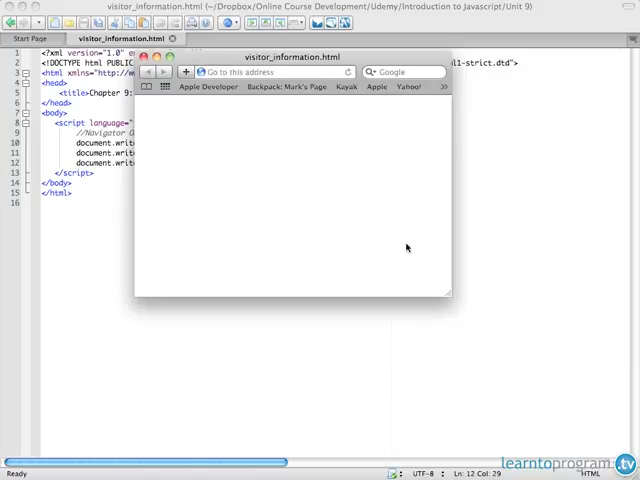 visitor_information.html (~/Dropbox/Online Course Development/Udemy/Introduction to Javascript/Unit 9)
Start Page
visitor_information.html
visitor_information.html
Go to this address
Google
Apple Developer
Backpack: Mark's Page
Kayak
Apple
Yahoo!
1 <?xml version="1.0" e
2 <!DOCTYPE html PUB l1-strict.dtd">
3 <html xmlns="http://w
4 <head>
5 <title>Chapter 9:
6 </head>
7 <body>
8 <script language="
9 //Navigator O
10 document.writ
11 document.writ
12 document.writ
13 </script>
14 </body>
15 </html>
16
Ready
UTF-8
Ln: 12 Col: 29
HTML
learntoprogram.tv